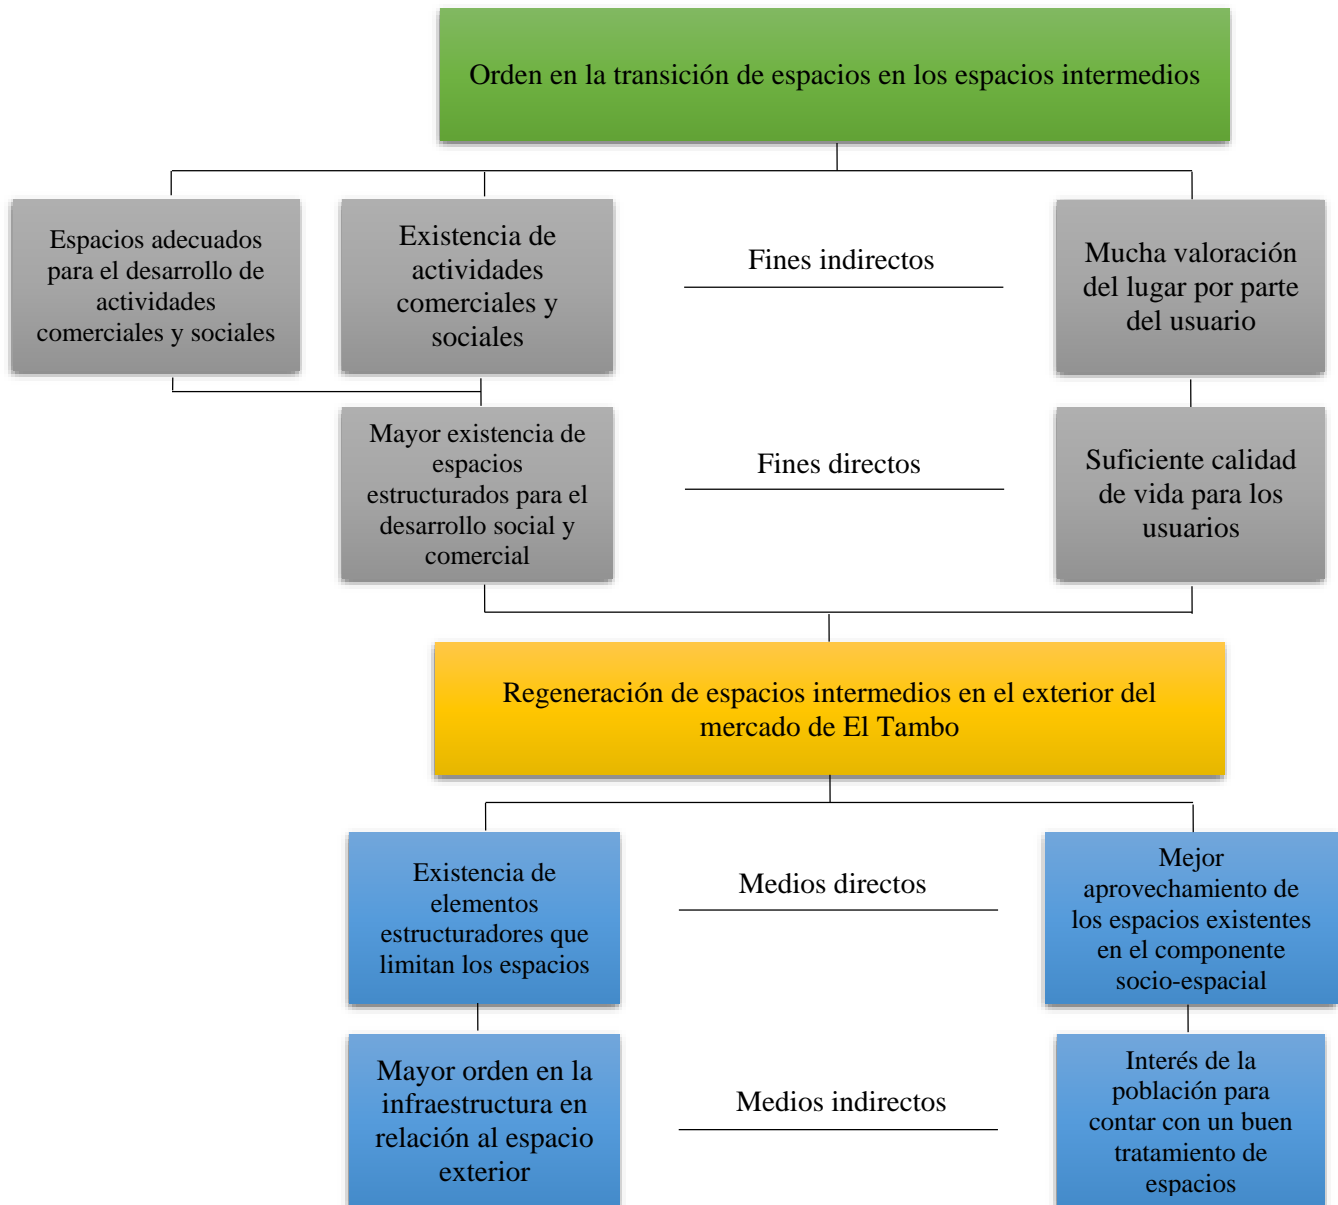 Orden en la transición de espacios en los espacios intermedios
Espacios adecuados
para el desarrollo de
actividades
comerciales y sociales
Existencia de
actividades
comerciales y
sociales
Fines indirectos
Mucha valoración
del lugar por parte
del usuario
Mayor existencia de
espacios
estructurados para el
desarrollo social y
comercial
Fines directos
Suficiente calidad
de vida para los
usuarios
Regeneración de espacios intermedios en el exterior del
mercado de El Tambo
Existencia de
elementos
estructuradores que
limitan los espacios
Medios directos
Mejor
aprovechamiento de
los espacios existentes
en el componente
socio-espacial
Mayor orden en la
infraestructura en
relación al espacio
exterior
Medios indirectos
Interés de la
población para
contar con un buen
tratamiento de
espacios